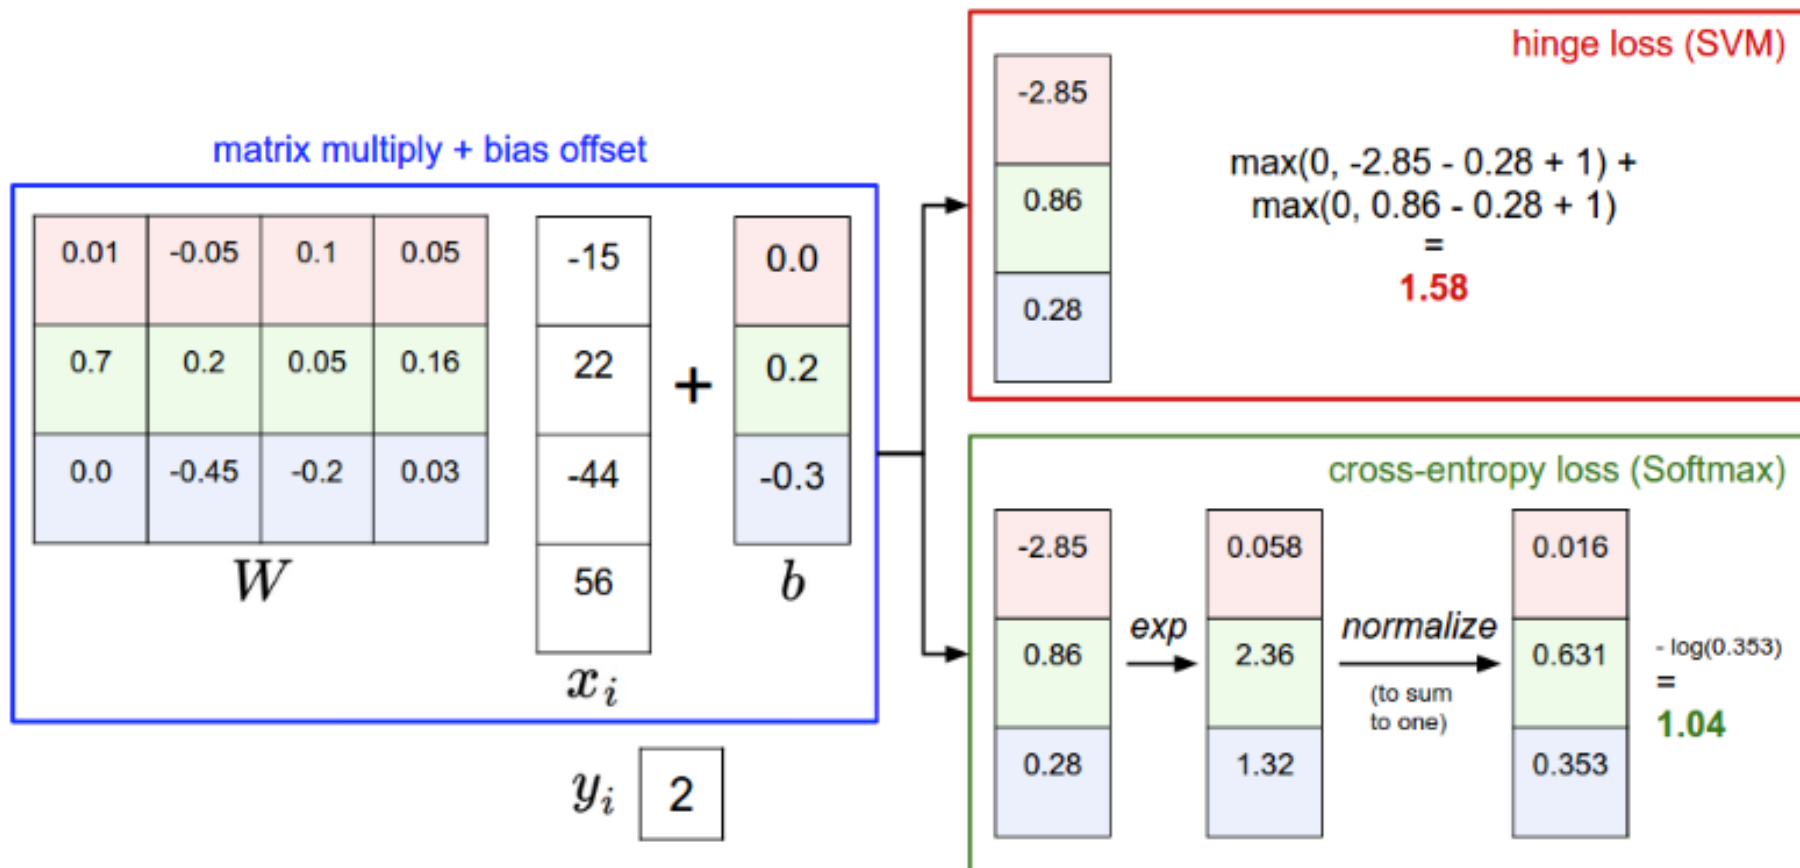 matrix multiply + bias offset
0.01 -0.05 0.1 0.05
0.7 0.2 0.05 0.16
0.0 -0.45 -0.2 0.03
W
-15
22
-44
56
x_i
+
0.0
0.2
-0.3
b
y_i 2
hinge loss (SVM)
-2.85
0.86
0.28
max(0, -2.85 - 0.28 + 1) +
max(0, 0.86 - 0.28 + 1)
=
1.58
cross-entropy loss (Softmax)
-2.85
0.86
0.28
exp
0.058
2.36
1.32
normalize
(to sum
to one)
0.016
0.631
0.353
- log(0.353)
=
1.04